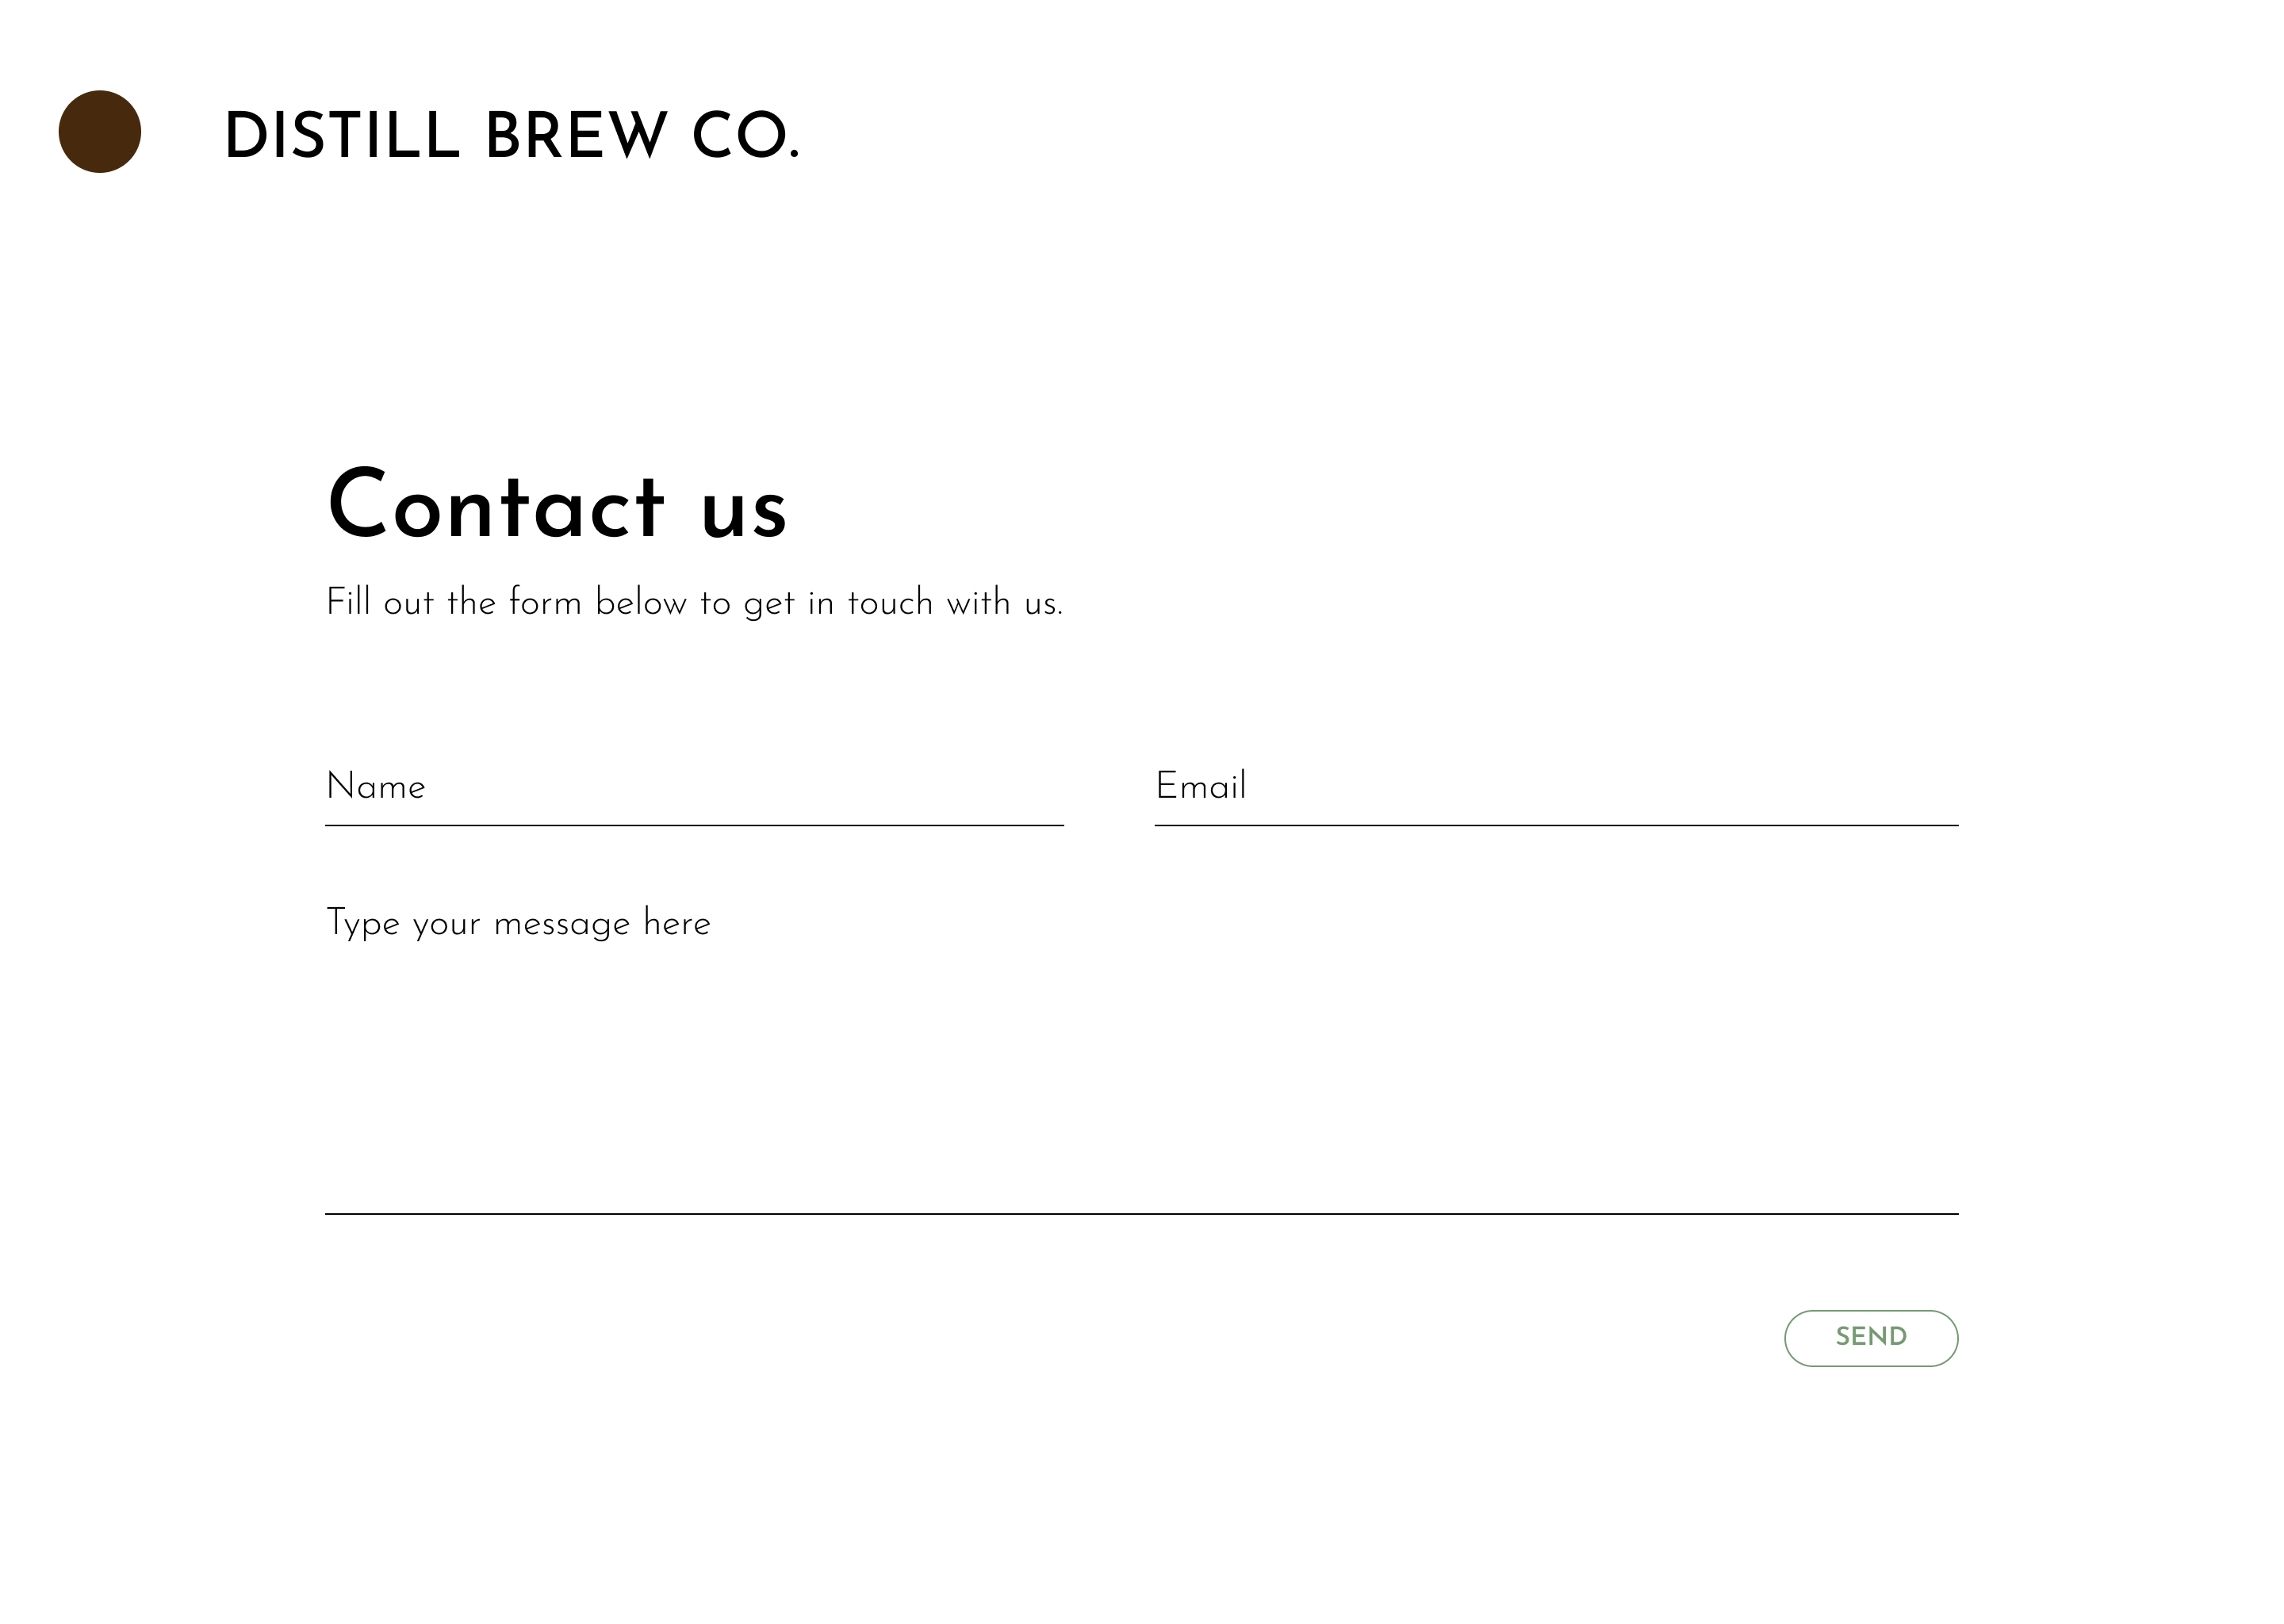 DISTILL BREW CO.
Contact us
Fill out the form below to get in touch with us.
Name
Email
Type your message here
SEND